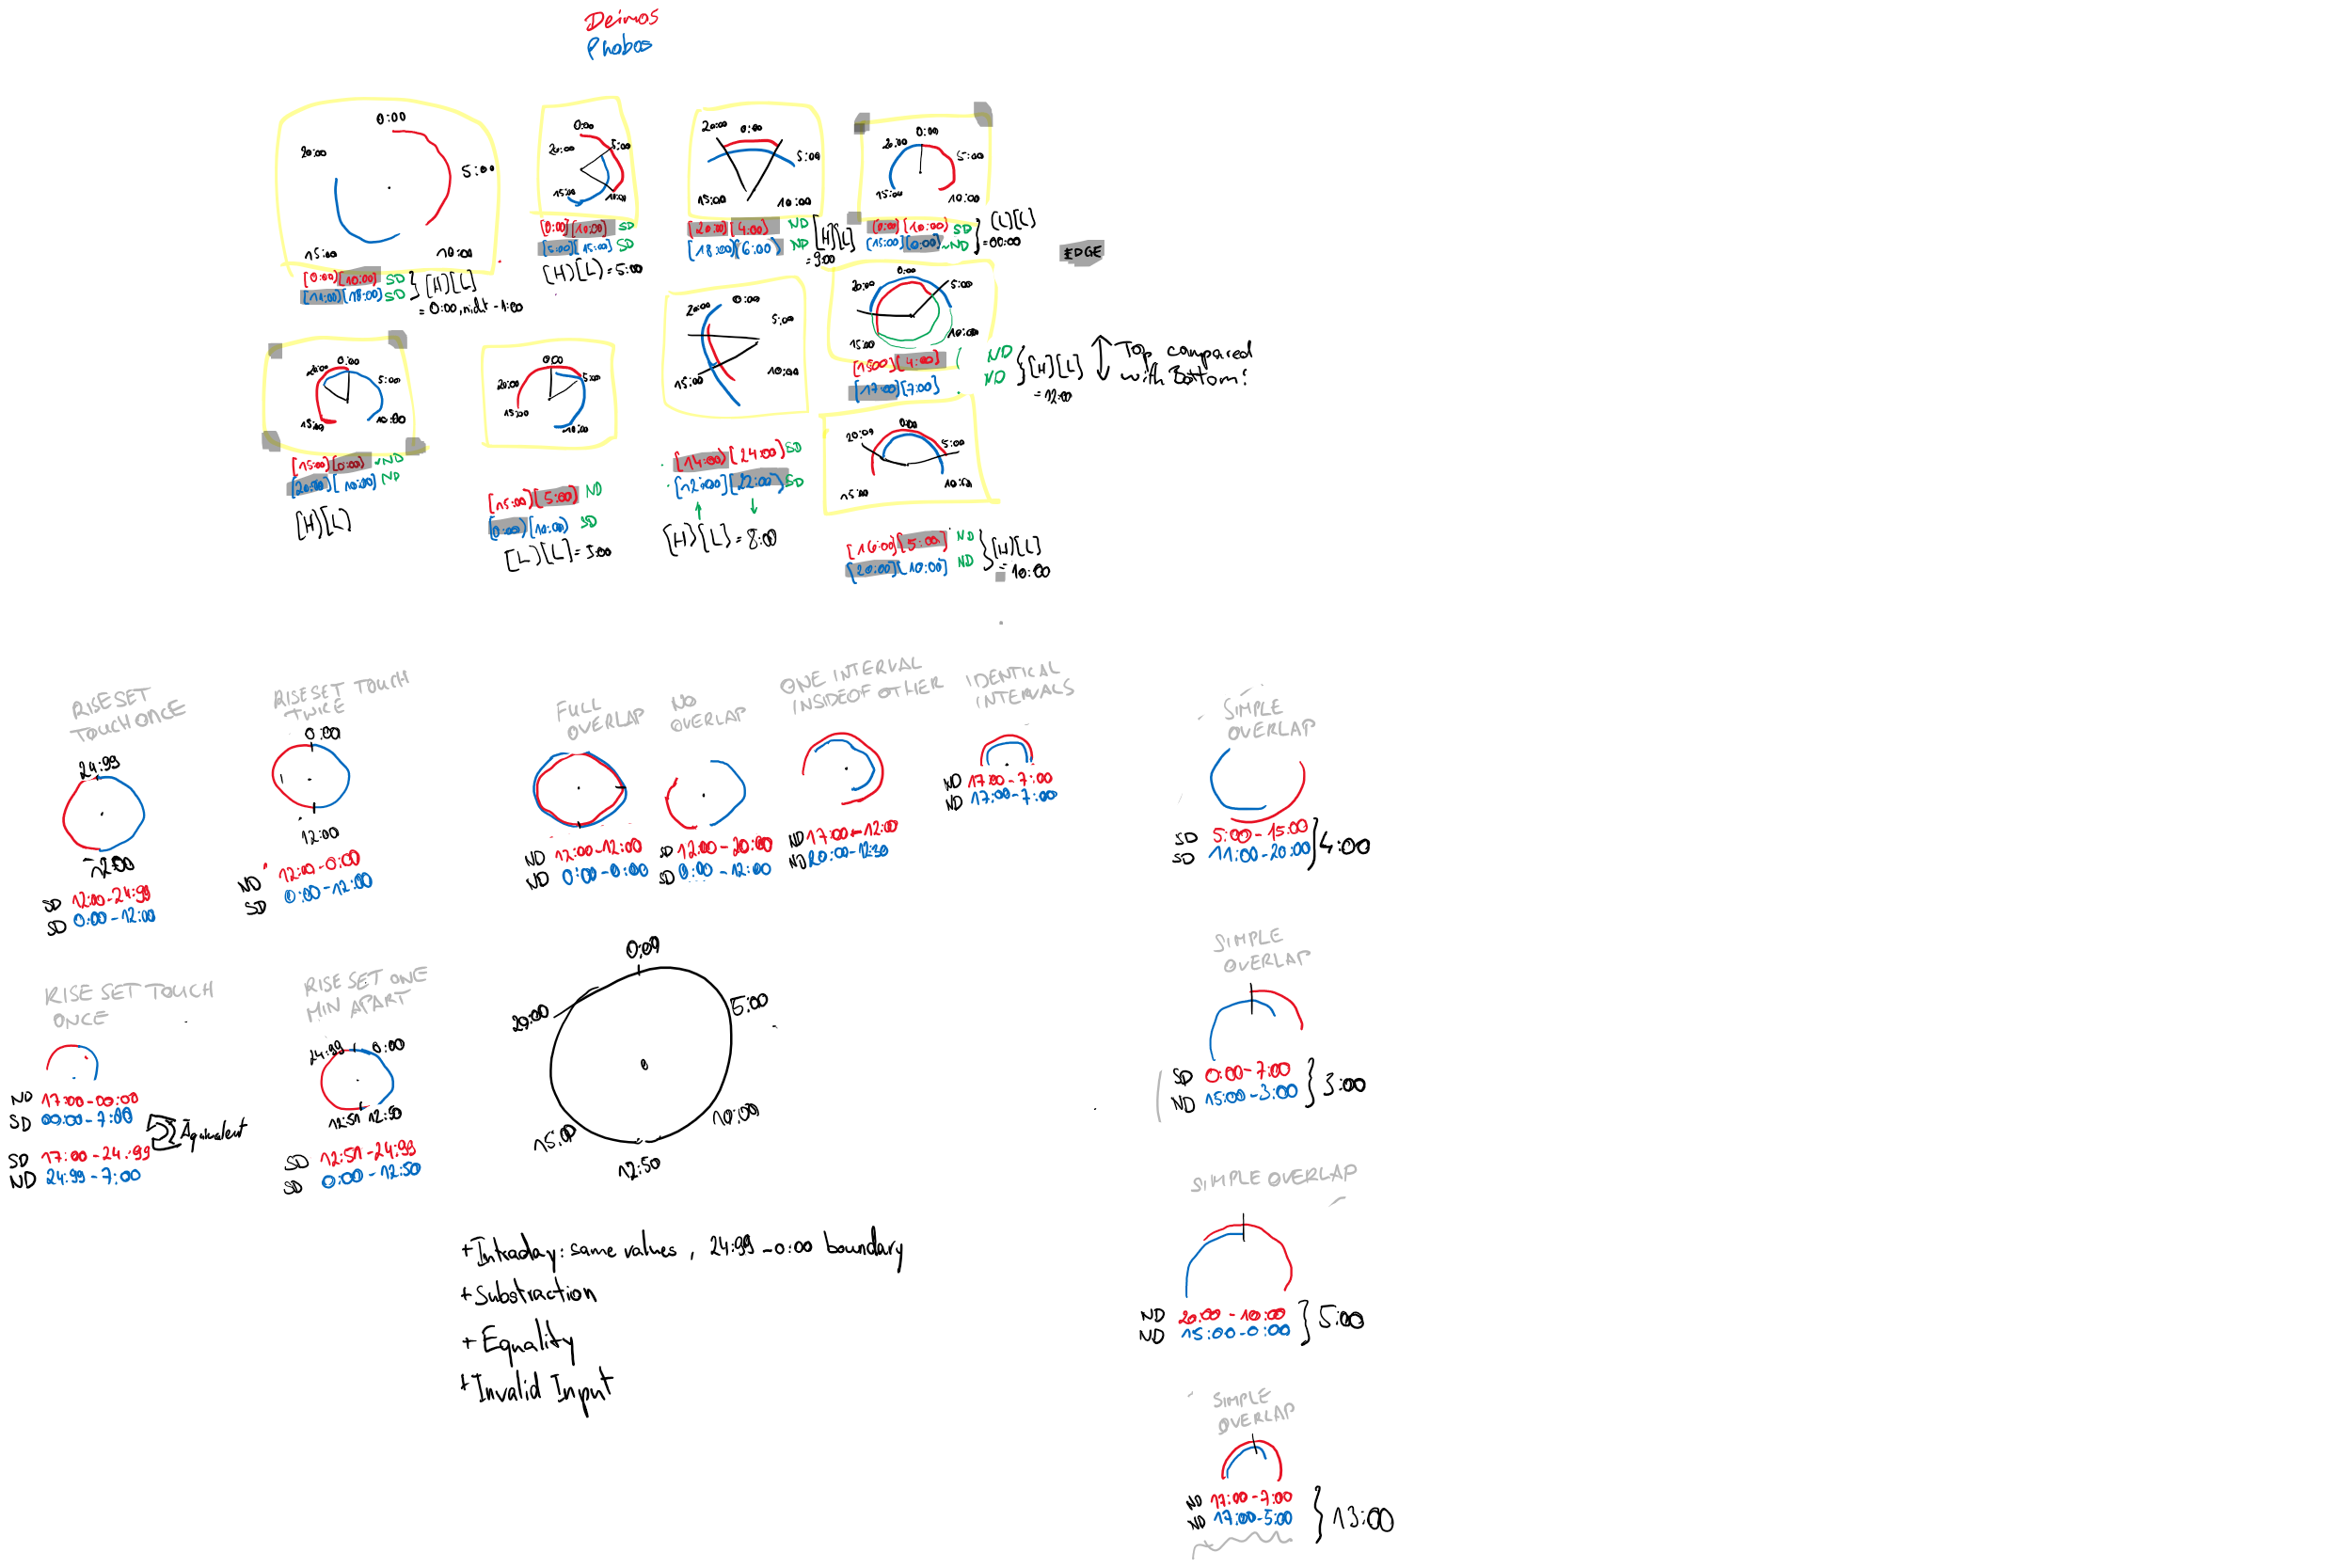 Deimos
Phobos
0:00
20:00
5:00
15:00
10:00
[0:00][10:00] SD
[11:00][18:00] SD
[H][L]
= 0:00, nicht -1:00
0:00
20:00
5:00
15:00
10:00
[0:00][10:00] SD
[5:00][15:00] SD
[H][L] = 5:00
20:00
0:00
5:00
15:00
10:00
[20:00][4:00] ND
[18:00][6:00] ND
[H][L]
= 9:00
0:00
20:00
5:00
15:00
10:00
[0:00][10:00] SD
[15:00][0:00] ND
[L][L]
= 00:00
EDGE
0:00
20:00
5:00
15:00
10:00
[15:00][0:00] ND
[20:00][10:00] ND
[H][L]
0:00
20:00
5:00
15:00
10:00
[15:00][5:00] ND
[0:00][10:00] SD
[L][L] = 5:00
20:00
0:00
5:00
15:00
10:00
[14:00][24:00] SD
[12:00][22:00] SD
[H][L] = 8:00
0:00
20:00
5:00
15:00
10:00
[15:00][4:00] ND
[17:00][7:00] ND
[H][L]
= 12:00
Top compared
with Bottom!
20:00
0:00
5:00
15:00
10:00
[16:00][5:00] ND
[20:00][10:00] ND
[H][L]
= 10:00
RISE SET
TOUCH ONCE
24:99
12:00
SD 12:00-24:99
SD 0:00-12:00
RISE SET TOUCH
TWICE
0:00
12:00
ND 12:00-0:00
SD 0:00-12:00
FULL
OVERLAP
ND 12:00-12:00
ND 0:00-0:00
NO
OVERLAP
SD 12:00-20:00
SD 0:00-12:00
ONE INTERVAL
INSIDE OF OTHER
ND 17:00-12:00
ND 20:00-12:30
IDENTICAL
INTERVALS
ND 17:00-7:00
ND 17:00-7:00
SIMPLE
OVERLAP
SD 5:00-15:00
SD 11:00-20:00
4:00
RISE SET TOUCH
ONCE
ND 17:00-00:00
SD 00:00-7:00
SD 17:00-24:99
ND 24:99-7:00
Äquivalent
RISE SET ONE
MIN APART
24:99 0:00
12:51 12:50
SD 12:51-24:99
SD 0:00-12:50
0:00
20:00
5:00
15:00
10:00
12:50
SIMPLE
OVERLAP
SD 0:00-7:00
ND 15:00-3:00
3:00
SIMPLE OVERLAP
ND 20:00-10:00
ND 15:00-0:00
5:00
+Intraday: same values, 24:99-0:00 boundary
+Substraction
+Equality
+Invalid Input
SIMPLE
OVERLAP
ND 17:00-7:00
ND 17:00-5:00
13:00